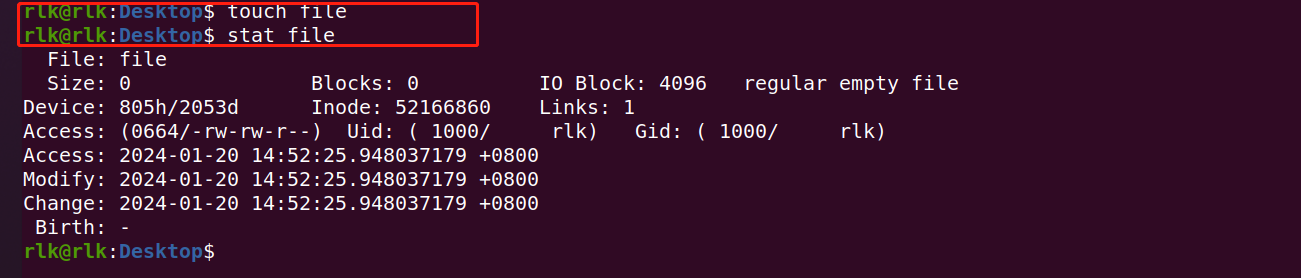 rlk@rlk:Desktop$ touch file
rlk@rlk:Desktop$ stat file
  File: file
  Size: 0               Blocks: 0          IO Block: 4096   regular empty file
Device: 805h/2053d      Inode: 52166860    Links: 1
Access: (0664/-rw-rw-r--)  Uid: ( 1000/     rlk)   Gid: ( 1000/     rlk)
Access: 2024-01-20 14:52:25.948037179 +0800
Modify: 2024-01-20 14:52:25.948037179 +0800
Change: 2024-01-20 14:52:25.948037179 +0800
 Birth: -
rlk@rlk:Desktop$